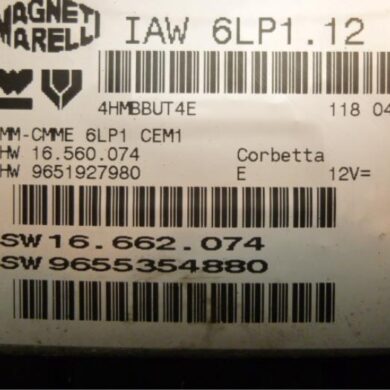 MAGNETI
MARELLI
IAW 6LP1.12
4HMBBUT4E 118 04
MM-CMME 6LP1 CEM1
HW 16.560.074 Corbetta
HW 9651927980 E 12V=
SW 16.662.074
SW 9655354880